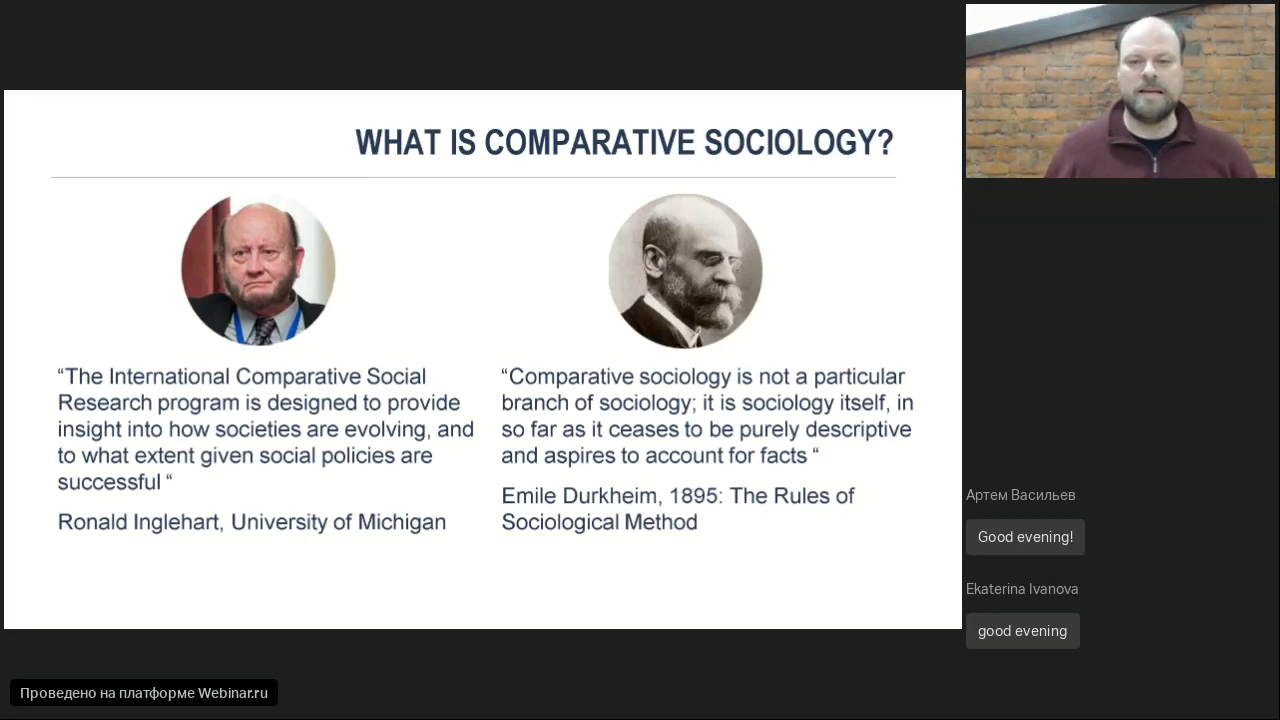 WHAT IS COMPARATIVE SOCIOLOGY?
“The International Comparative Social
Research program is designed to provide
insight into how societies are evolving, and
to what extent given social policies are
successful “
Ronald Inglehart, University of Michigan
“Comparative sociology is not a particular
branch of sociology; it is sociology itself, in
so far as it ceases to be purely descriptive
and aspires to account for facts “
Emile Durkheim, 1895: The Rules of
Sociological Method
Артем Васильев
Good evening!
Ekaterina Ivanova
good evening
Проведено на платформе Webinar.ru